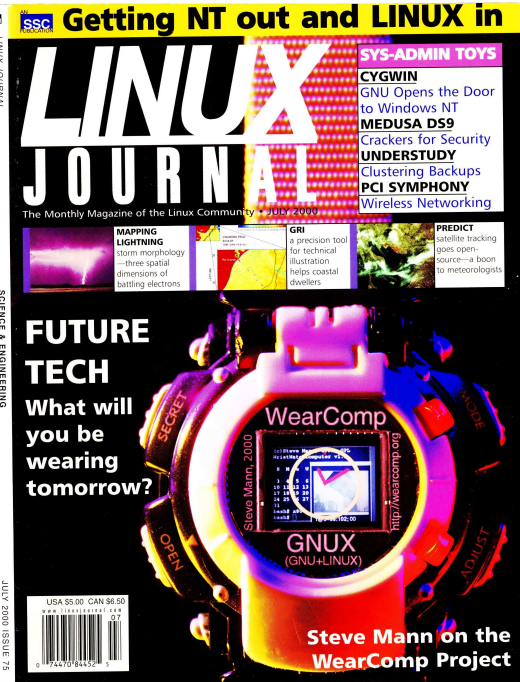 AN
SSC
PUBLICATION
Getting NT out and LINUX in
LINUX
JOURNAL
The Monthly Magazine of the Linux Community • JULY 2000
SYS-ADMIN TOYS
CYGWIN
GNU Opens the Door
to Windows NT
MEDUSA DS9
Crackers for Security
UNDERSTUDY
Clustering Backups
PCI SYMPHONY
Wireless Networking
MAPPING
LIGHTNING
storm morphology
—three spatial
dimensions of
battling electrons
GRI
a precision tool
for technical
illustration
helps coastal
dwellers
PREDICT
satellite tracking
goes open-
source—a boon
to meteorologists
FUTURE
TECH
What will
you be
wearing
tomorrow?
SECRET
MODE
OPEN
ADJUST
WearComp
Steve Mann, 2000
http://wearcomp.org
GNUX
(GNU+LINUX)
USA $5.00 CAN $6.50
www.linuxjournal.com
07
0 74470 84452 5
Steve Mann on the
WearComp Project
LINUX JOURNAL
SCIENCE & ENGINEERING
JULY 2000 ISSUE 75